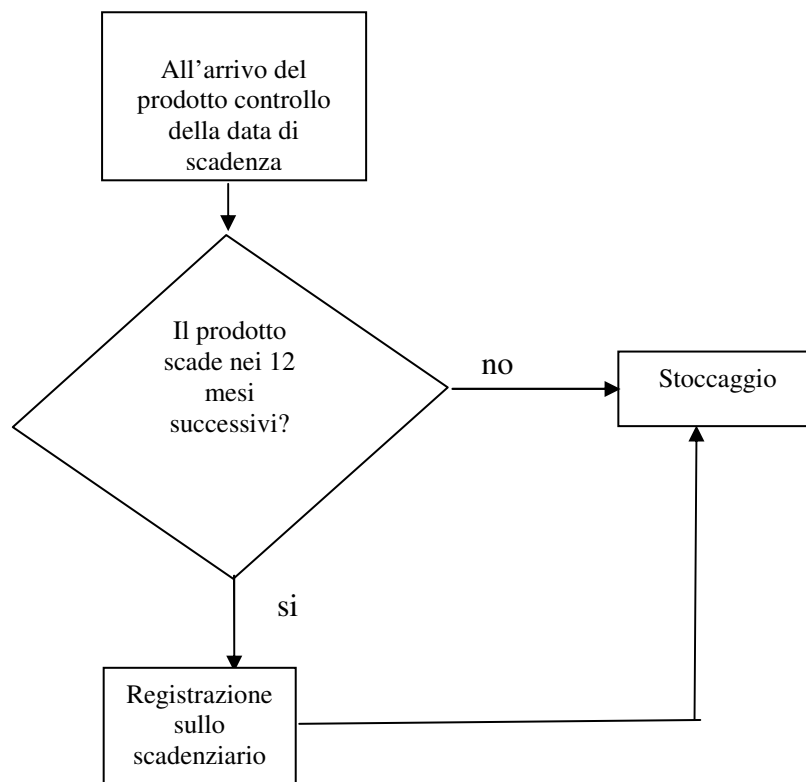 All’arrivo del
prodotto controllo
della data di
scadenza
Il prodotto
scade nei 12
mesi
successivi?
no
Stoccaggio
si
Registrazione
sullo
scadenziario